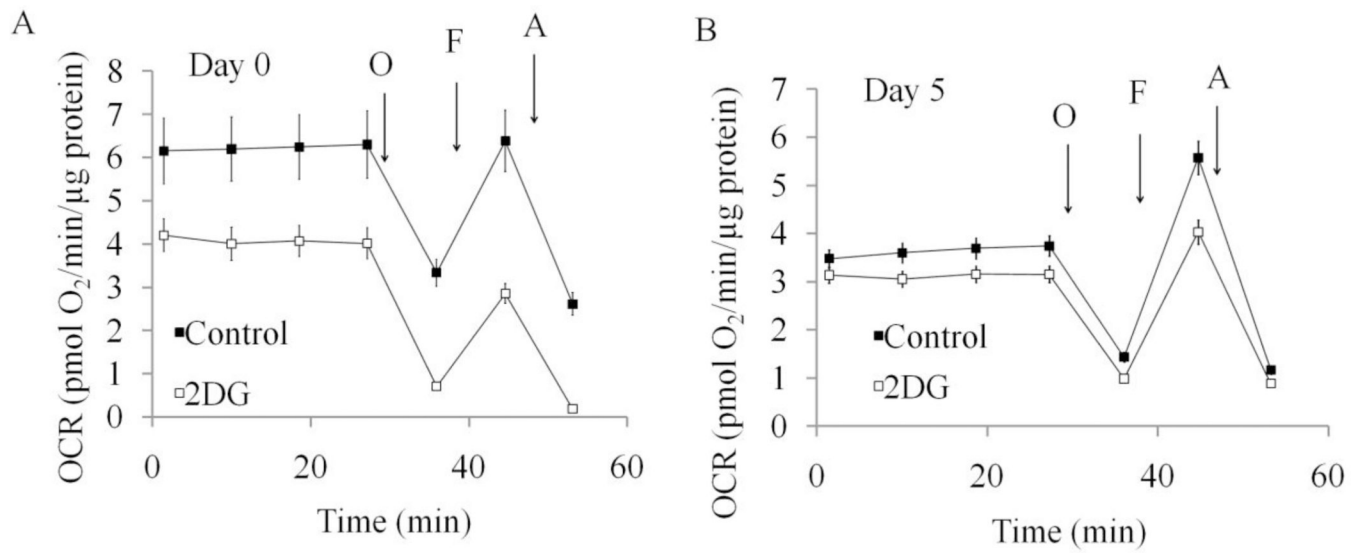 A
Day 0
O
F
A
8
7
6
5
4
3
2
1
0
OCR (pmol O₂/min/µg protein)
Control
2DG
0
20
40
60
Time (min)
B
Day 5
O
F
A
7
6
5
4
3
2
1
0
OCR (pmol O₂/min/µg protein)
Control
2DG
0
20
40
60
Time (min)